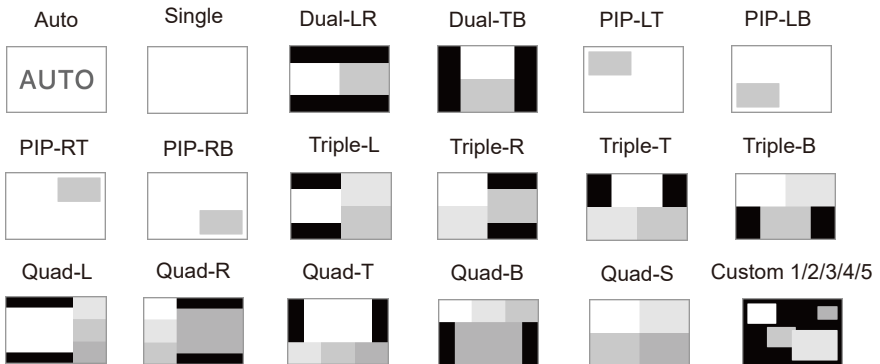 Auto Single Dual-LR Dual-TB PIP-LT PIP-LB
AUTO
PIP-RT PIP-RB Triple-L Triple-R Triple-T Triple-B
Quad-L Quad-R Quad-T Quad-B Quad-S Custom 1/2/3/4/5